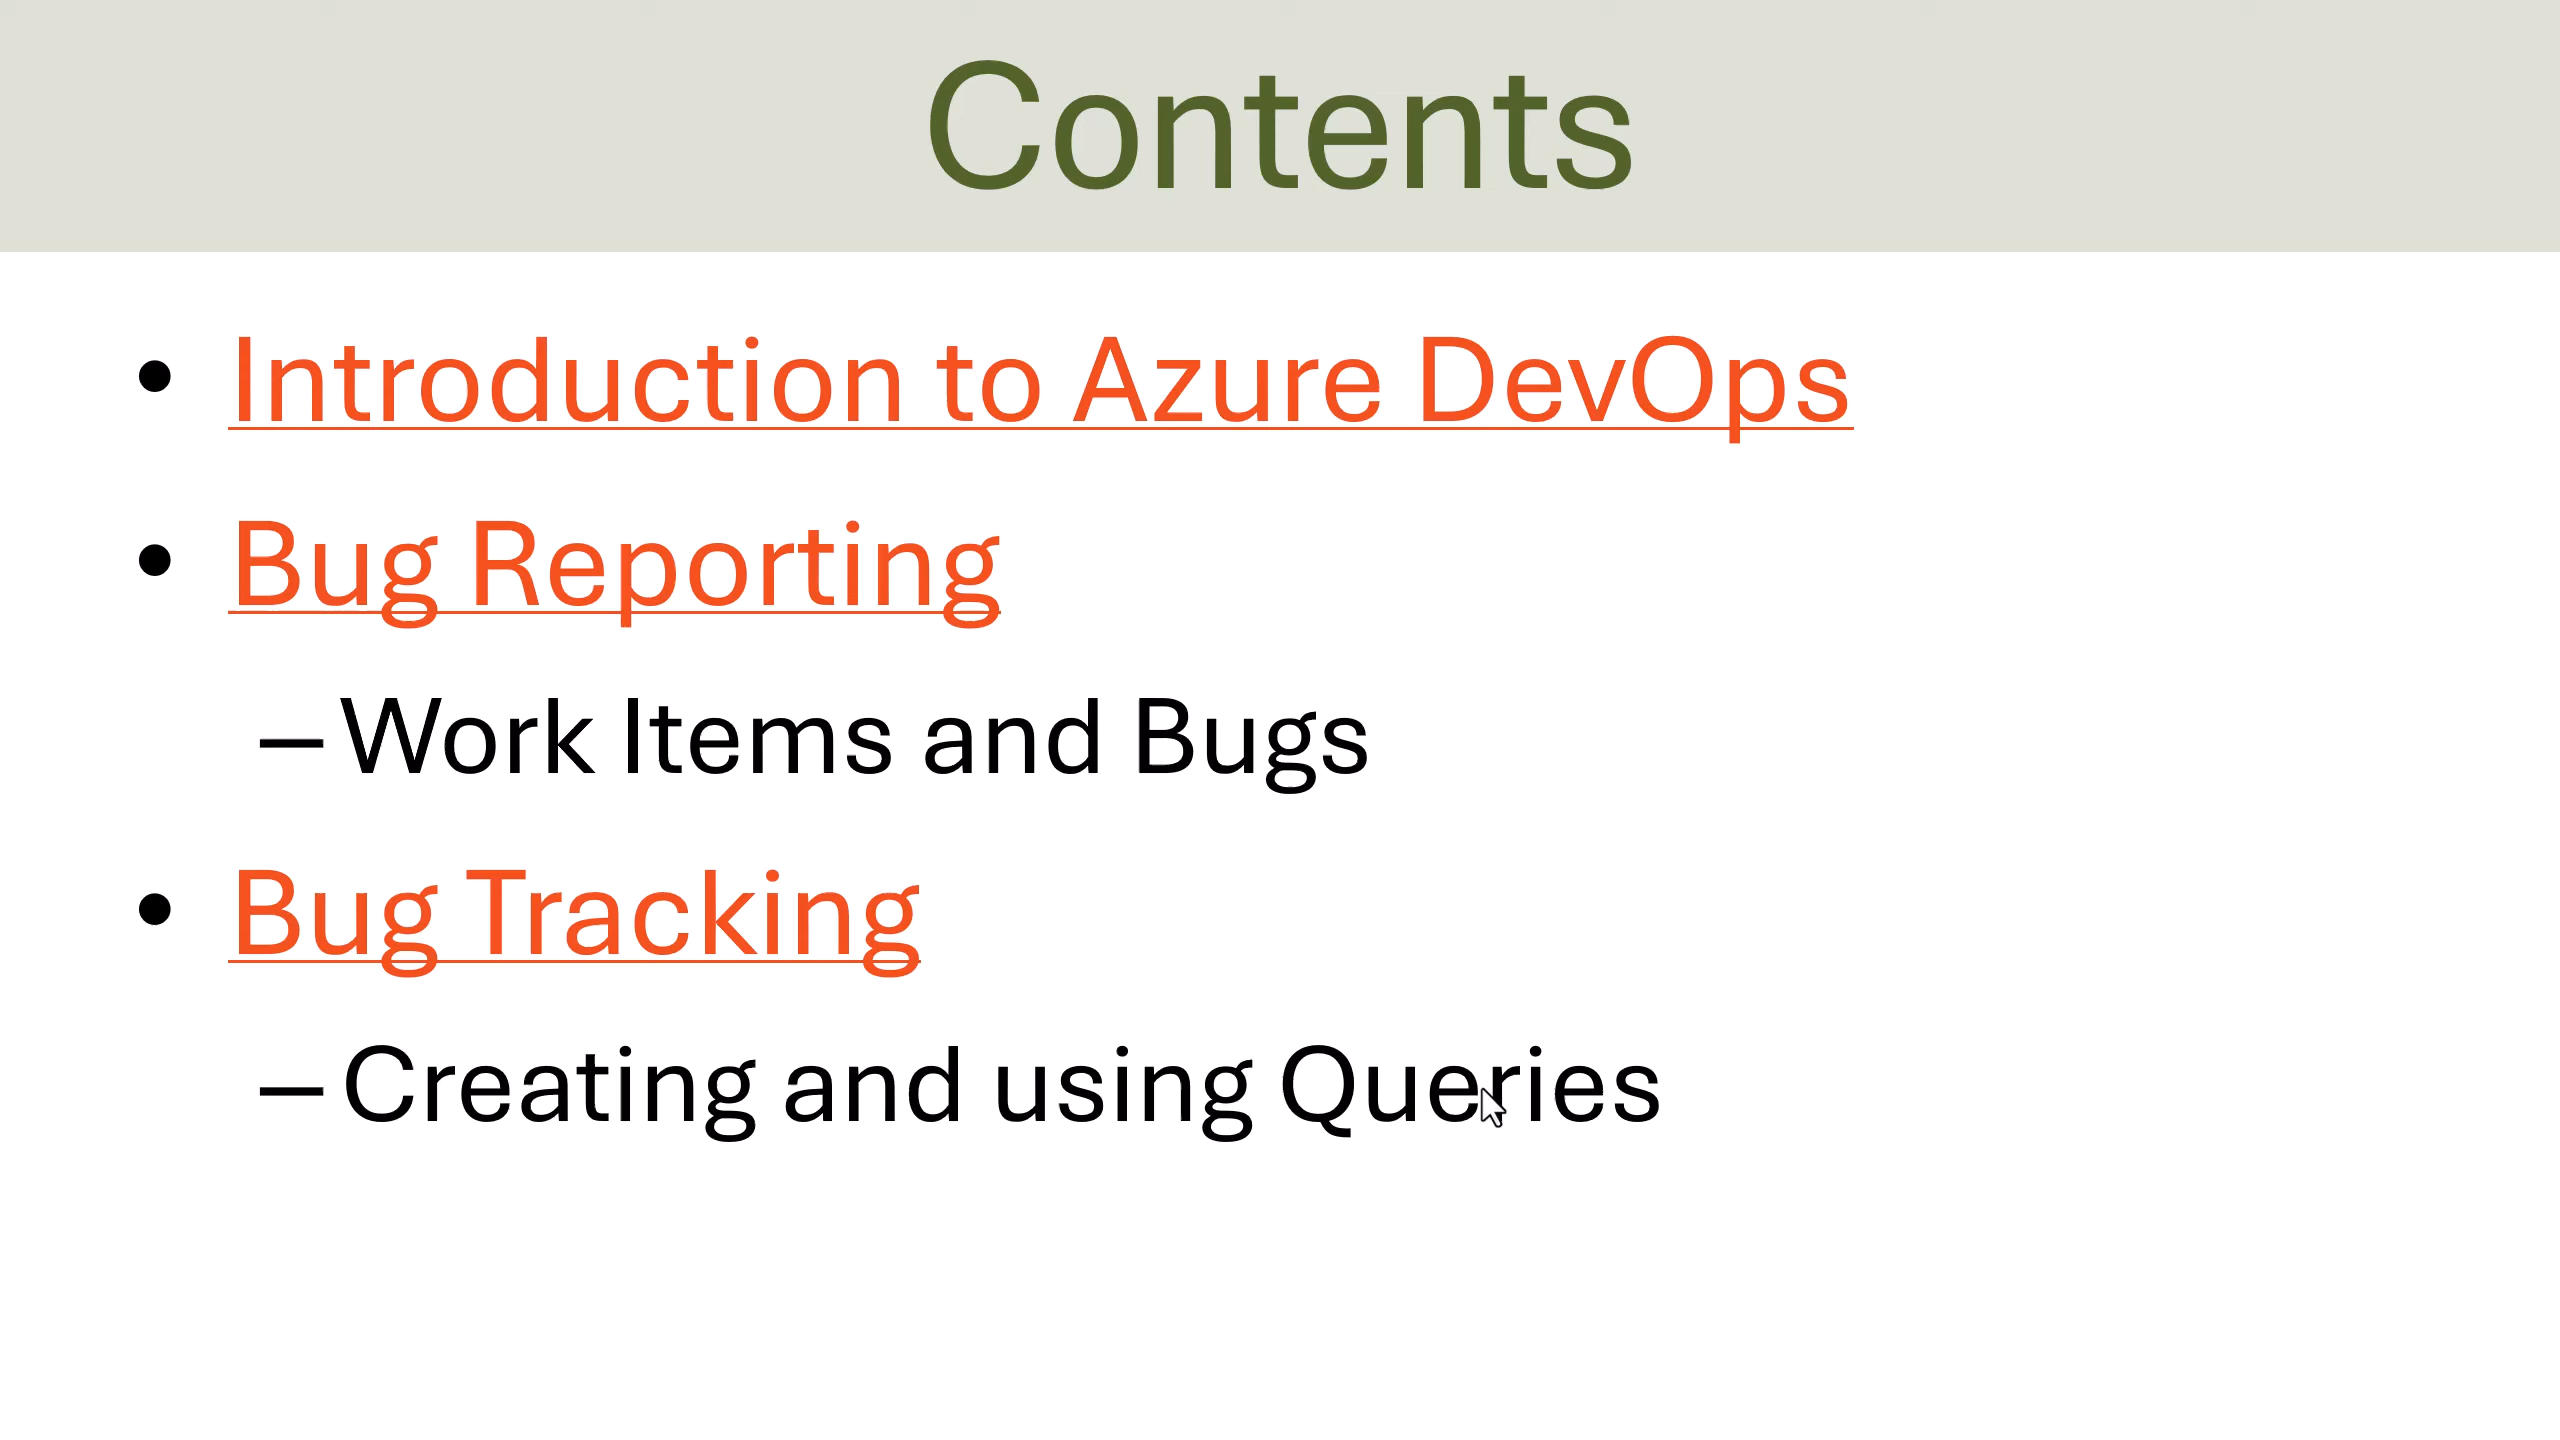 Contents
• Introduction to Azure DevOps
• Bug Reporting
– Work Items and Bugs
• Bug Tracking
– Creating and using Queries